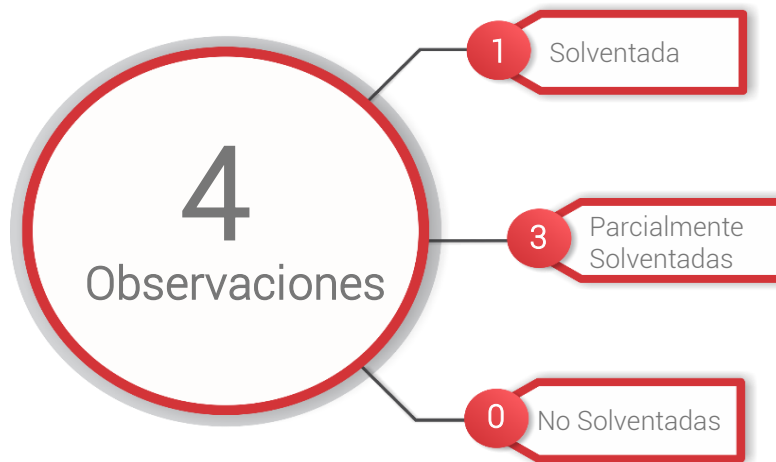 4
Observaciones
1
Solventada
3
Parcialmente
Solventadas
0
No Solventadas